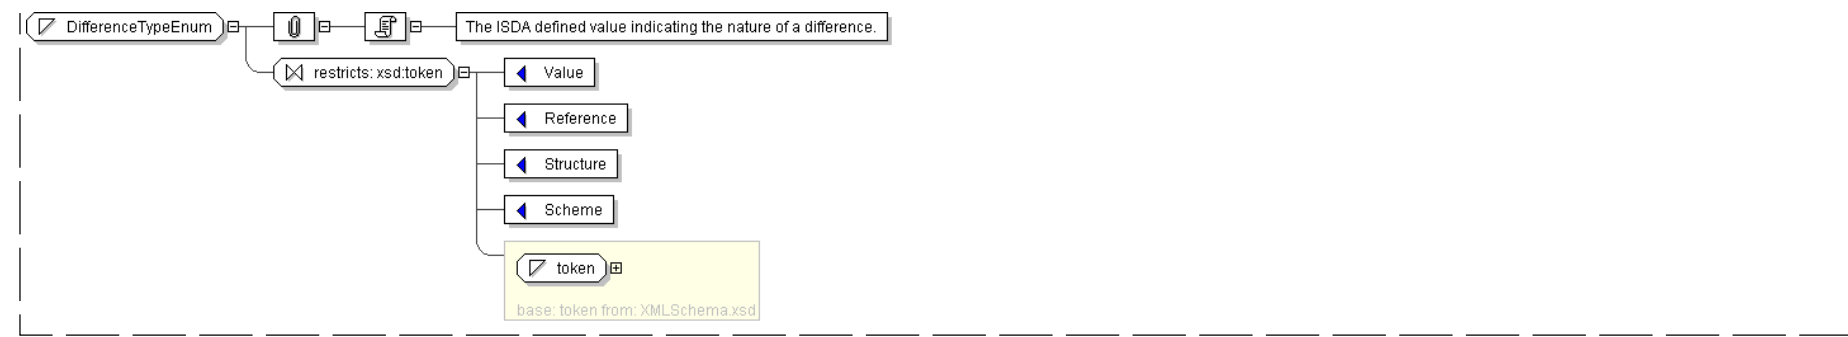 DifferenceTypeEnum
The ISDA defined value indicating the nature of a difference.
restricts: xsd:token
Value
Reference
Structure
Scheme
token
base: token from: XMLSchema.xsd